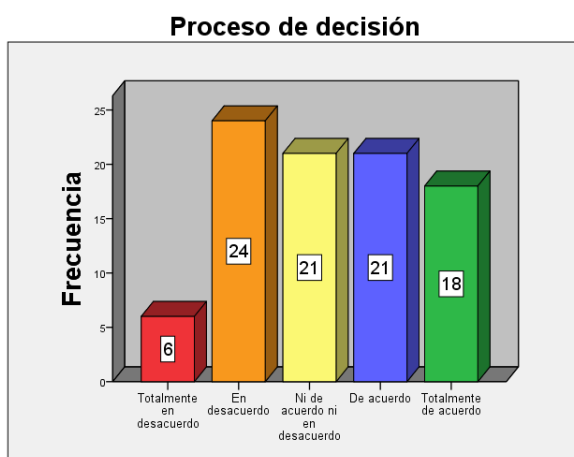 Proceso de decisión
Frecuencia
25
20
15
10
5
0
6
24
21
21
18
Totalmente
en
desacuerdo
En
desacuerdo
Ni de
acuerdo ni
en
desacuerdo
De acuerdo
Totalmente
de acuerdo